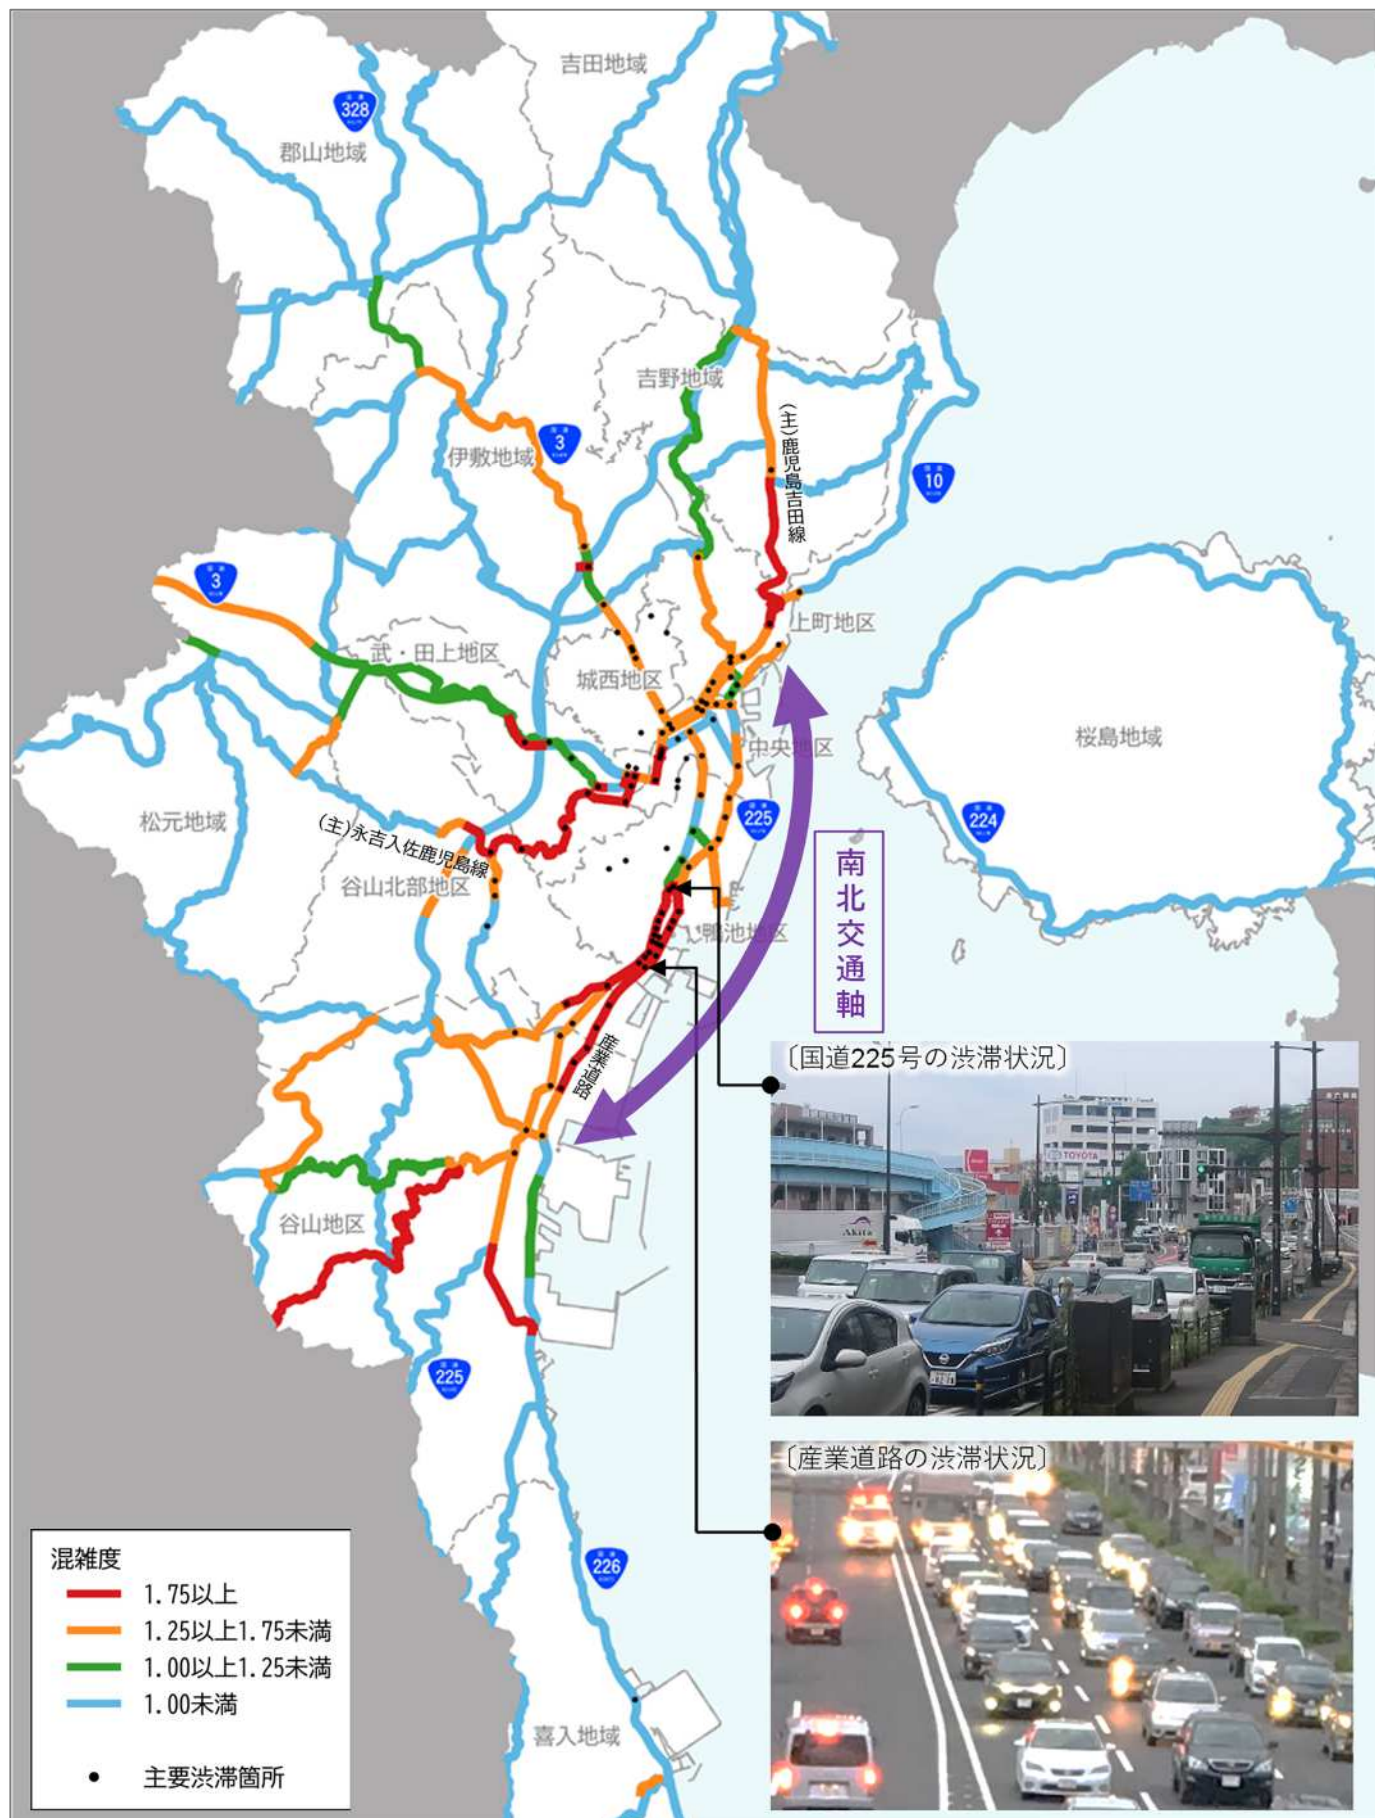 吉田地域
328
郡山地域
吉野地域
3
伊敷地域
(主)鹿児島吉田線
10
3
上町地区
武・田上地区
城西地区
中央地区
桜島地域
松元地域
225
224
(主)永吉入佐鹿児島線
谷山北部地区
南北交通軸
鴨池地区
産業道路
〔国道225号の渋滞状況〕
TOYOTA
Akita
谷山地区
225
〔産業道路の渋滞状況〕
226
喜入地域
混雑度
1.75以上
1.25以上1.75未満
1.00以上1.25未満
1.00未満
主要渋滞箇所